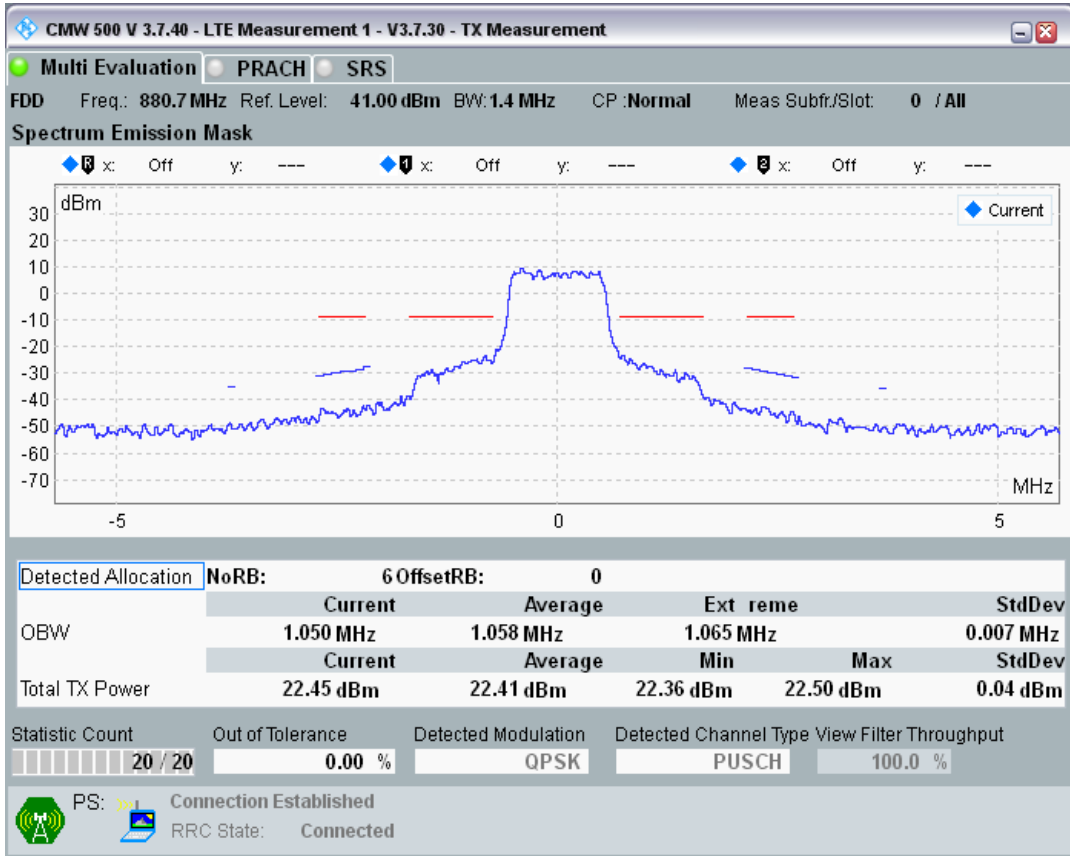 CMW 500 V 3.7.40 - LTE Measurement 1 - V3.7.30 - TX Measurement
Multi Evaluation PRACH SRS
FDD Freq.: 880.7 MHz Ref. Level: 41.00 dBm BW: 1.4 MHz CP :Normal Meas Subfr./Slot: 0 / All
Spectrum Emission Mask
R x: Off y: --- 1 x: Off y: --- 2 x: Off y: ---
dBm
Current
30
20
10
0
-10
-20
-30
-40
-50
-60
-70
MHz
-5 0 5
Detected Allocation NoRB: 6 OffsetRB: 0
Current Average Ext reme StdDev
OBW 1.050 MHz 1.058 MHz 1.065 MHz 0.007 MHz
Current Average Min Max StdDev
Total TX Power 22.45 dBm 22.41 dBm 22.36 dBm 22.50 dBm 0.04 dBm
Statistic Count Out of Tolerance Detected Modulation Detected Channel Type View Filter Throughput
20 / 20 0.00 % QPSK PUSCH 100.0 %
PS: Connection Established
RRC State: Connected